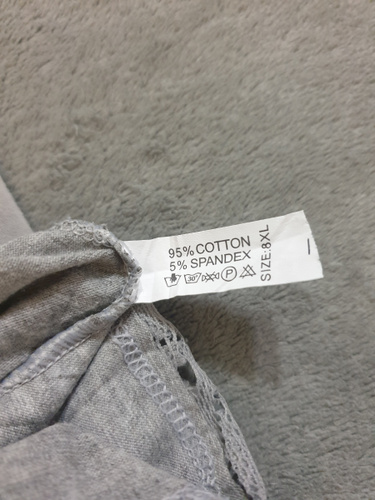 95% COTTON
5% SPANDEX
30° P
SIZE:8XL